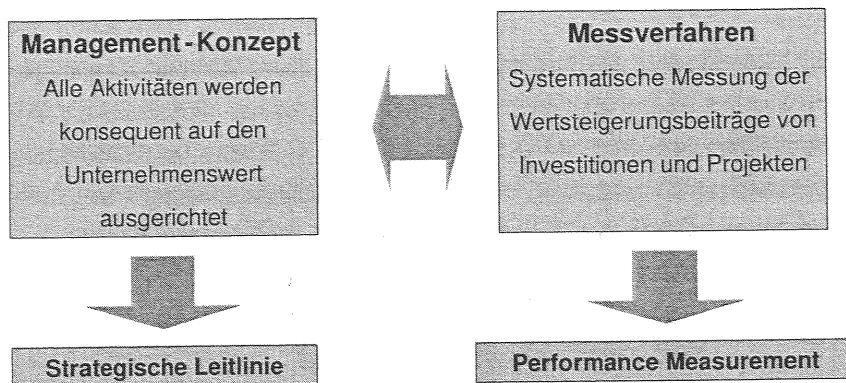 Management-Konzept
Alle Aktivitäten werden
konsequent auf den
Unternehmenswert
ausgerichtet
Messverfahren
Systematische Messung der
Wertsteigerungsbeiträge von
Investitionen und Projekten
Strategische Leitlinie
Performance Measurement